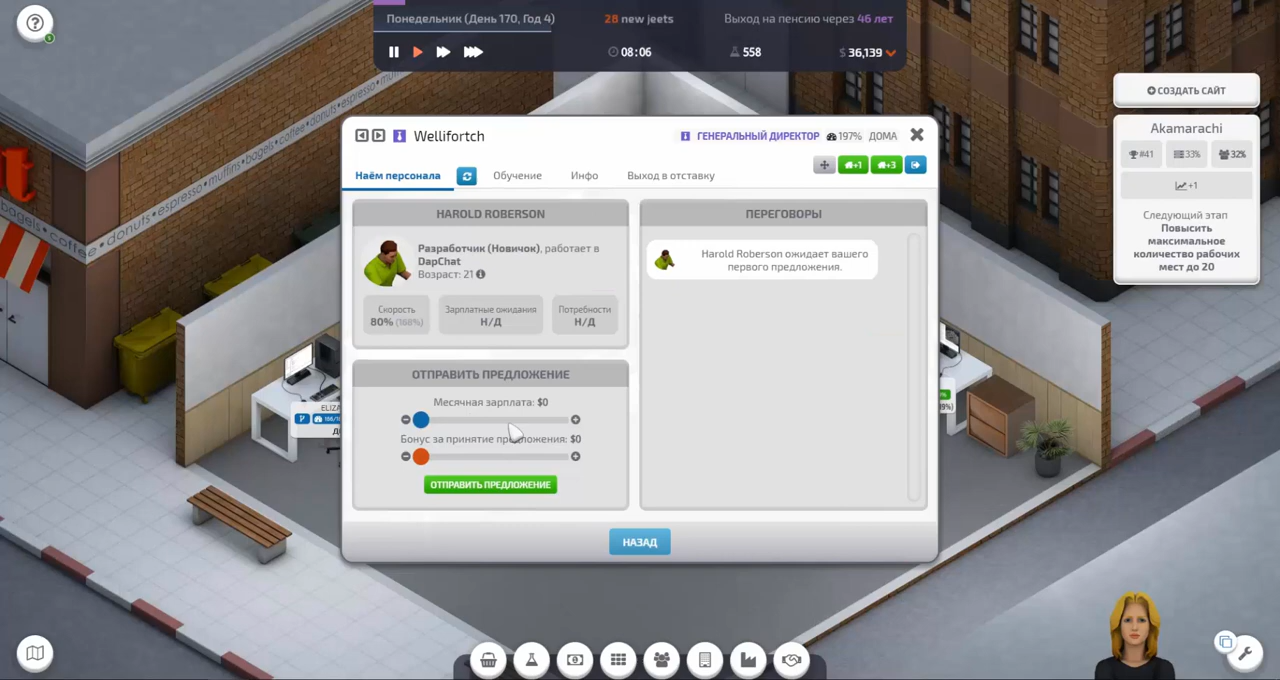 Понедельник (День 170, Год 4)
28 new jeets
Выход на пенсию через 46 лет
08:06
558
$ 36,139
СОЗДАТЬ САЙТ
Akamarachi
#41
33%
32%
+1
Следующий этап
Повысить
максимальное
количество рабочих
мест до 20
Wellifortch
ГЕНЕРАЛЬНЫЙ ДИРЕКТОР
197%
ДОМА
Наём персонала
Обучение
Инфо
Выход в отставку
+1
+3
HAROLD ROBERSON
Разработчик (Новичок), работает в
DapChat
Возраст: 21
Скорость
80% (168%)
Зарплатные ожидания
Н/Д
Потребности
Н/Д
ОТПРАВИТЬ ПРЕДЛОЖЕНИЕ
Месячная зарплата: $0
Бонус за принятие предложения: $0
ОТПРАВИТЬ ПРЕДЛОЖЕНИЕ
ПЕРЕГОВОРЫ
Harold Roberson ожидает вашего
первого предложения.
НАЗАД
bagels • coffee • donuts • espresso • muffins • bagels • coffee • donuts
ELIZA